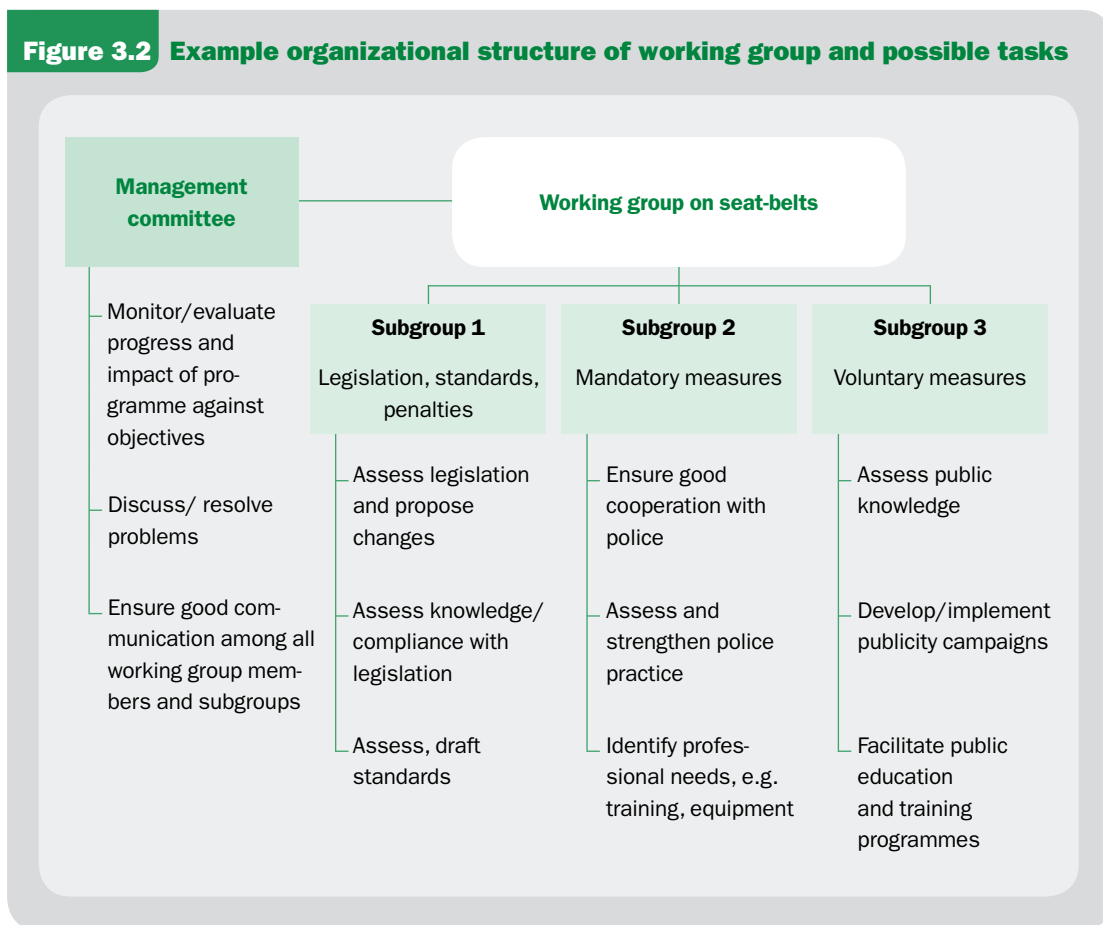 Figure 3.2 Example organizational structure of working group and possible tasks
Management
committee
Working group on seat-belts
Monitor/evaluate
progress and
impact of pro-
gramme against
objectives
Discuss/ resolve
problems
Ensure good com-
munication among all
working group mem-
bers and subgroups
Subgroup 1
Legislation, standards,
penalties
Assess legislation
and propose
changes
Assess knowledge/
compliance with
legislation
Assess, draft
standards
Subgroup 2
Mandatory measures
Ensure good
cooperation with
police
Assess and
strengthen police
practice
Identify profes-
sional needs, e.g.
training, equipment
Subgroup 3
Voluntary measures
Assess public
knowledge
Develop/implement
publicity campaigns
Facilitate public
education
and training
programmes